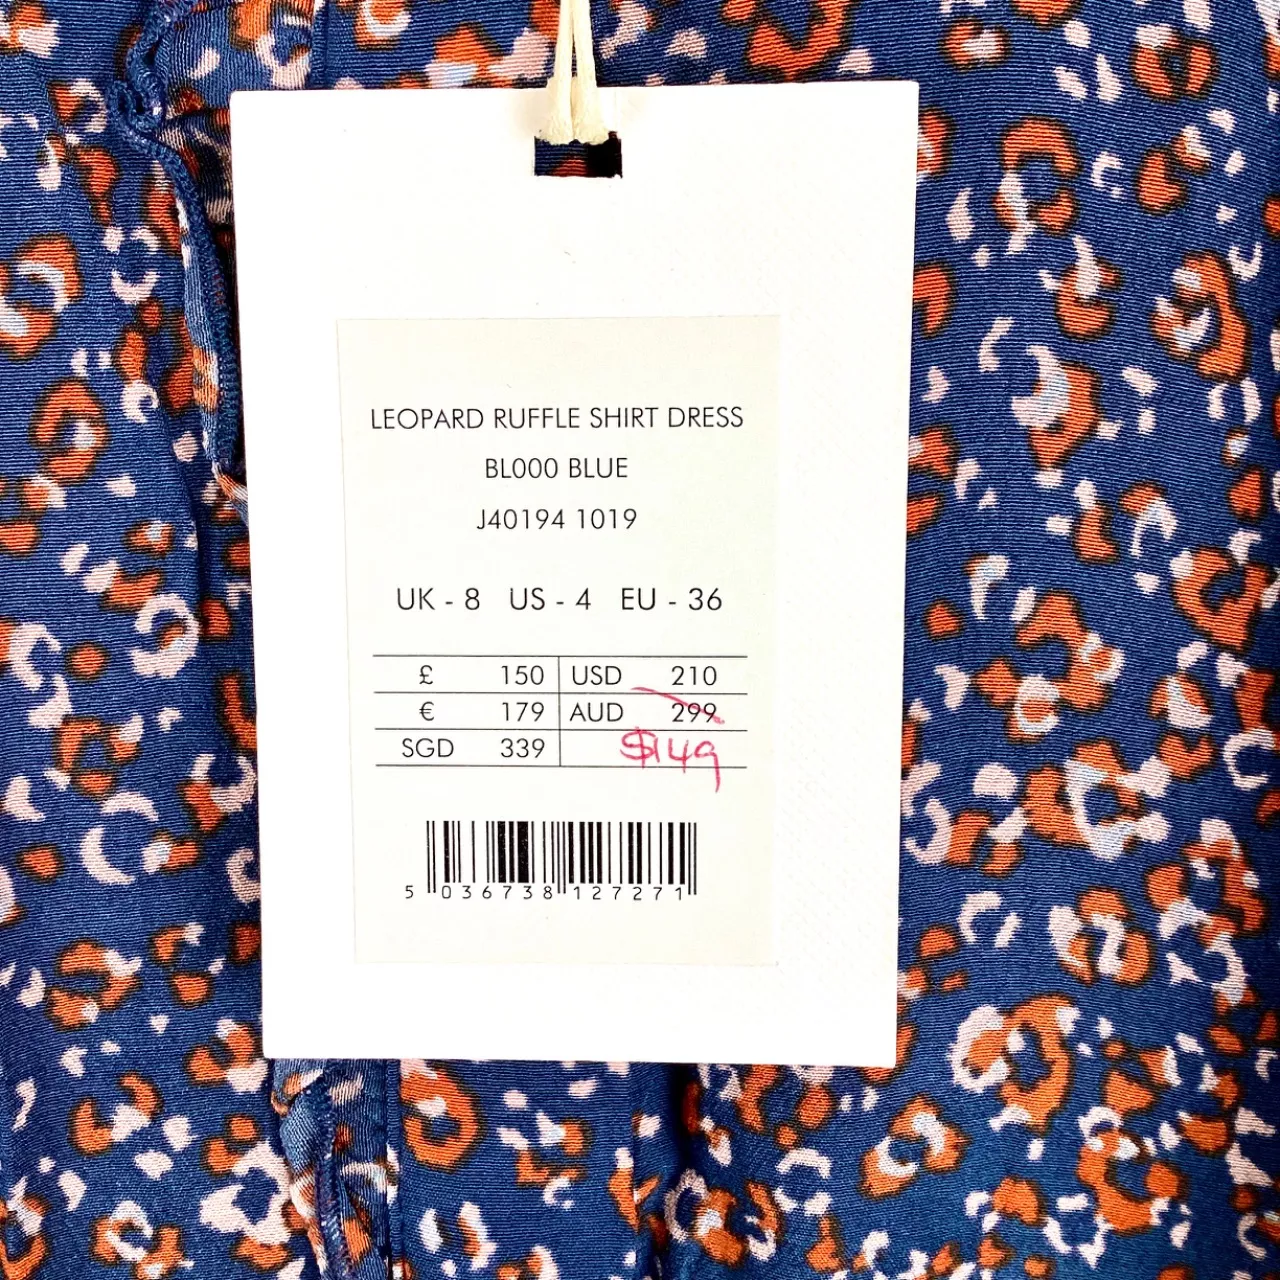 LEOPARD RUFFLE SHIRT DRESS
BL000 BLUE
J40194 1019
UK - 8 US - 4 EU - 36
£ 150 USD 210
€ 179 AUD 299
SGD 339 $149
5 036738 127271